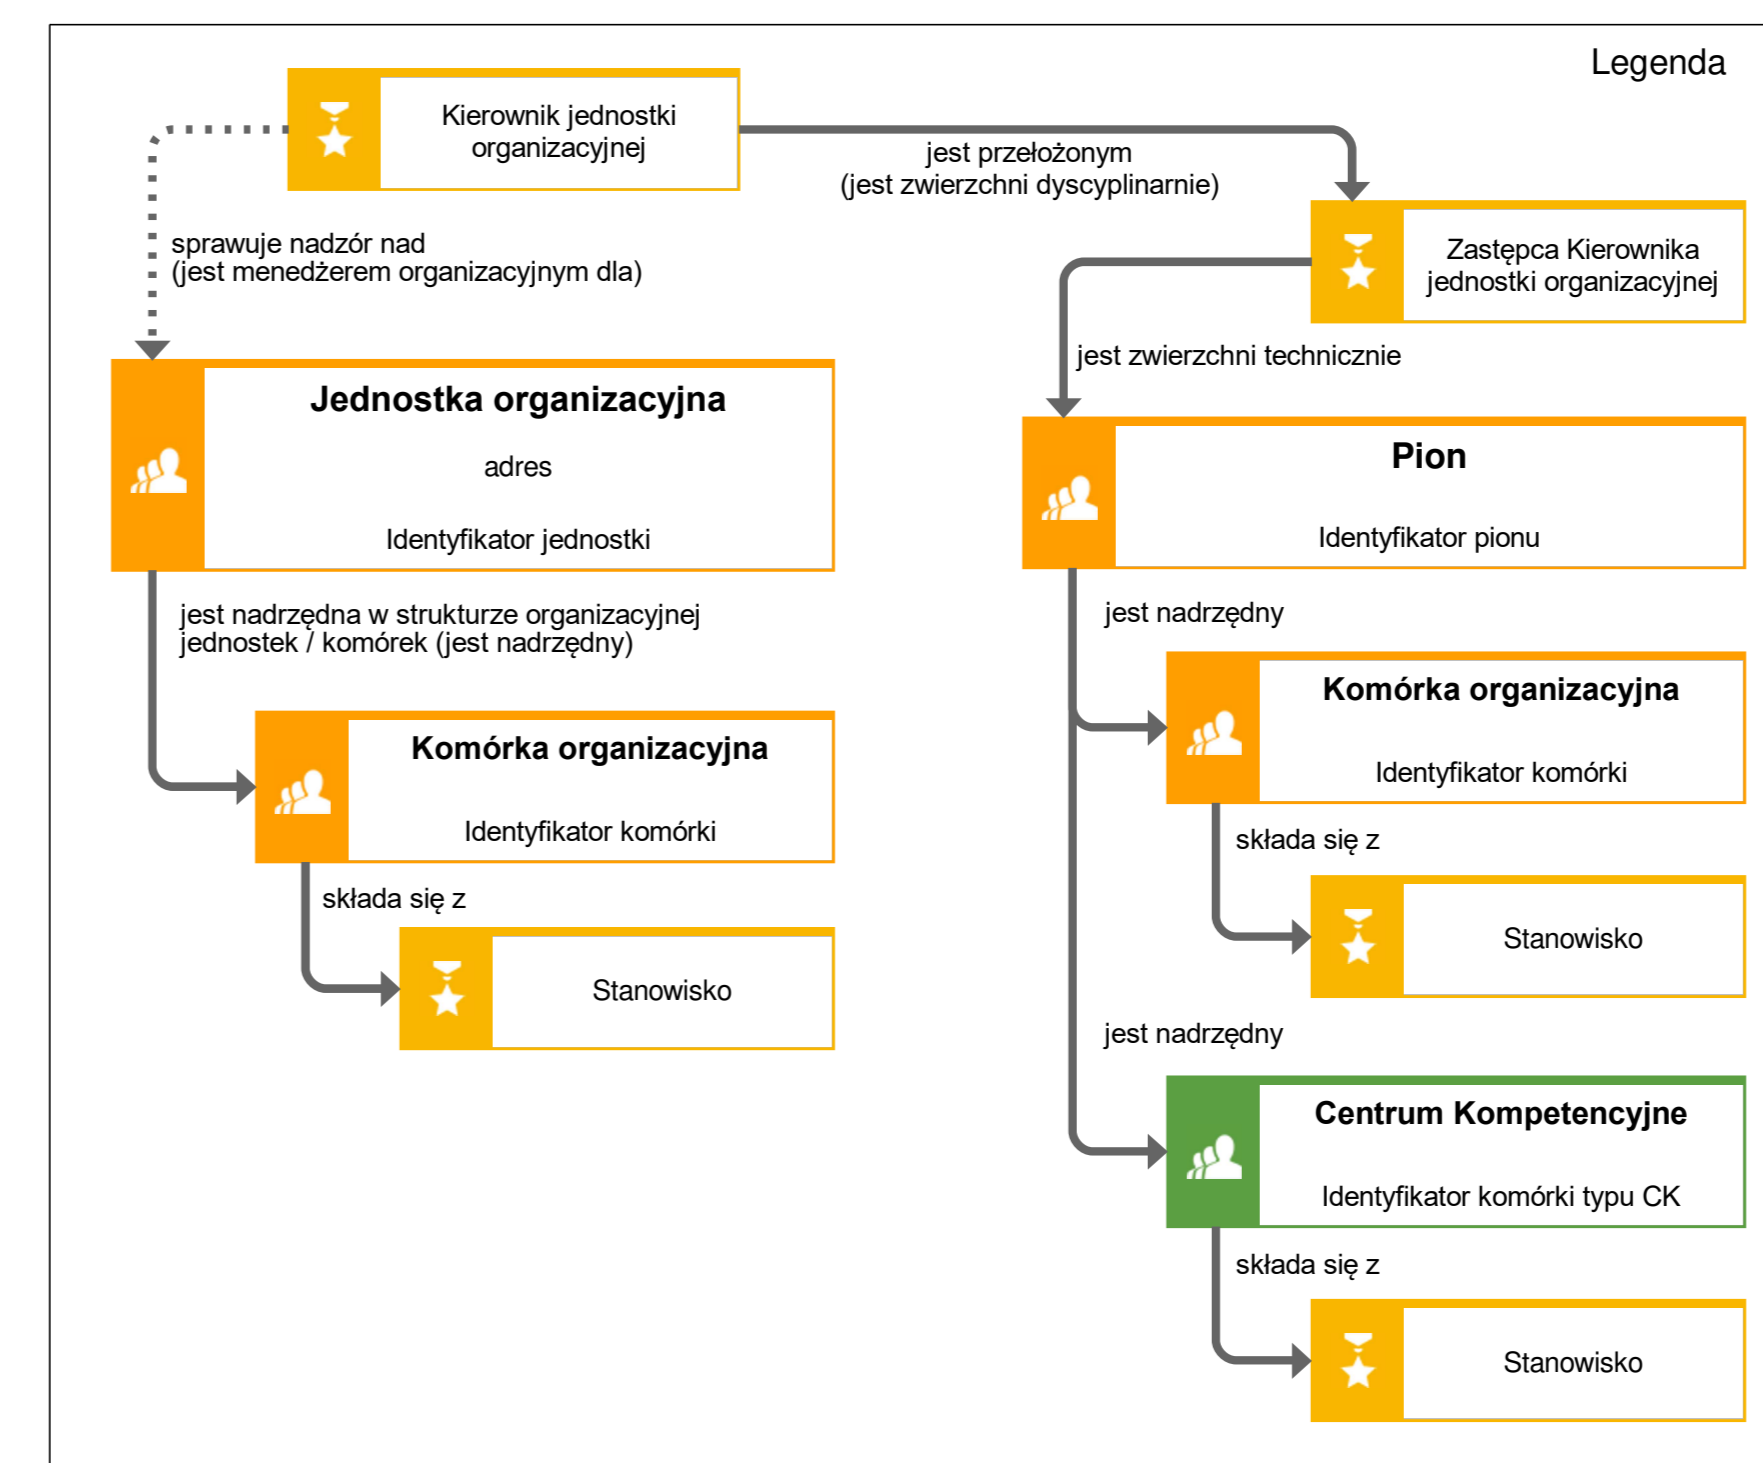 Legenda
Kierownik jednostki
organizacyjnej
jest przełożonym
(jest zwierzchni dyscyplinarnie)
sprawuje nadzór nad
(jest menedżerem organizacyjnym dla)
Zastępca Kierownika
jednostki organizacyjnej
jest zwierzchni technicznie
Jednostka organizacyjna
adres
Identyfikator jednostki
Pion
Identyfikator pionu
jest nadrzędna w strukturze organizacyjnej
jednostek / komórek (jest nadrzędny)
jest nadrzędny
Komórka organizacyjna
Identyfikator komórki
Komórka organizacyjna
Identyfikator komórki
składa się z
Stanowisko
składa się z
Stanowisko
jest nadrzędny
Centrum Kompetencyjne
Identyfikator komórki typu CK
składa się z
Stanowisko